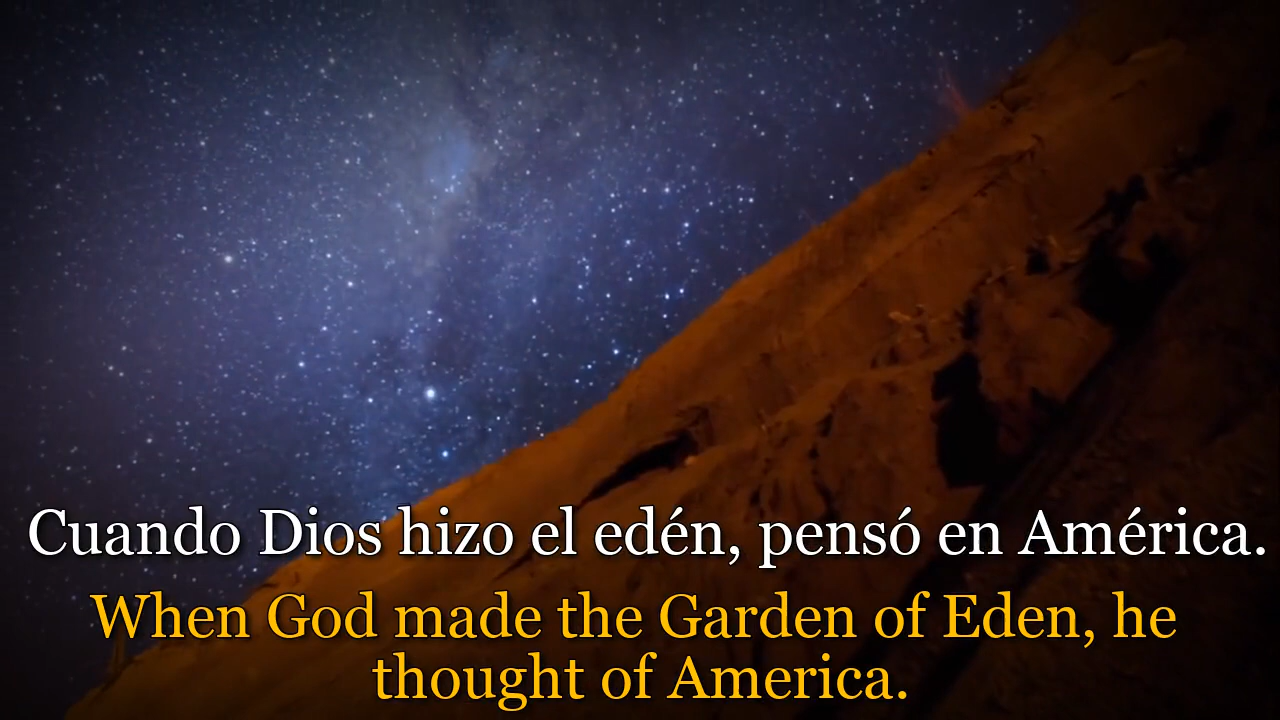 Cuando Dios hizo el edén, pensó en América.
When God made the Garden of Eden, he
thought of America.